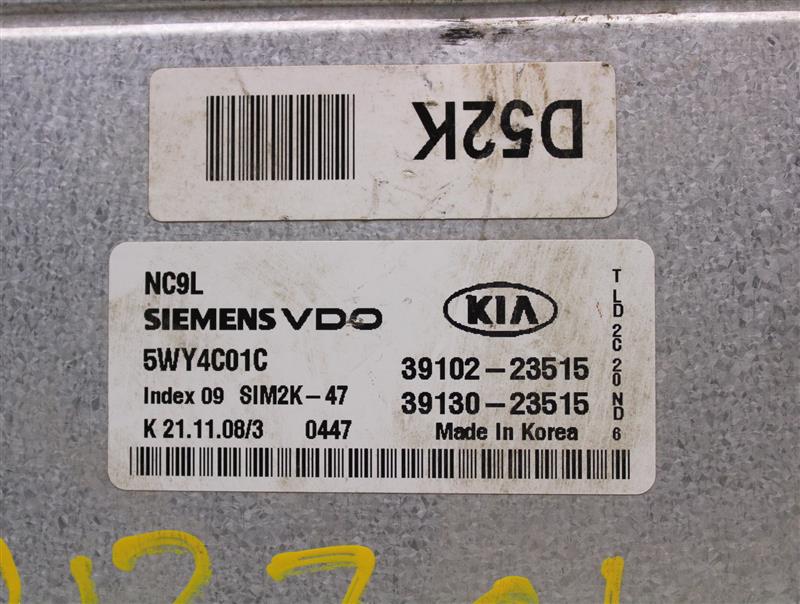 D52K
NC9L
SIEMENS VDO
KIA
5WY4C01C
39102-23515
Index 09 SIM2K-47
39130-23515
K 21.11.08/3 0447
Made In Korea
T LD 2C 20 ND 6